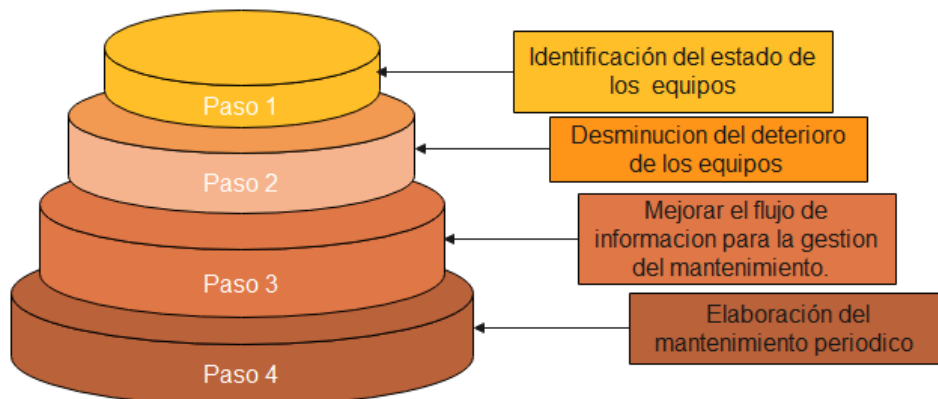 Paso 1
Identificación del estado de
los equipos
Paso 2
Desminucion del deterioro
de los equipos
Paso 3
Mejorar el flujo de
informacion para la gestion
del mantenimiento.
Paso 4
Elaboración del
mantenimiento periodico